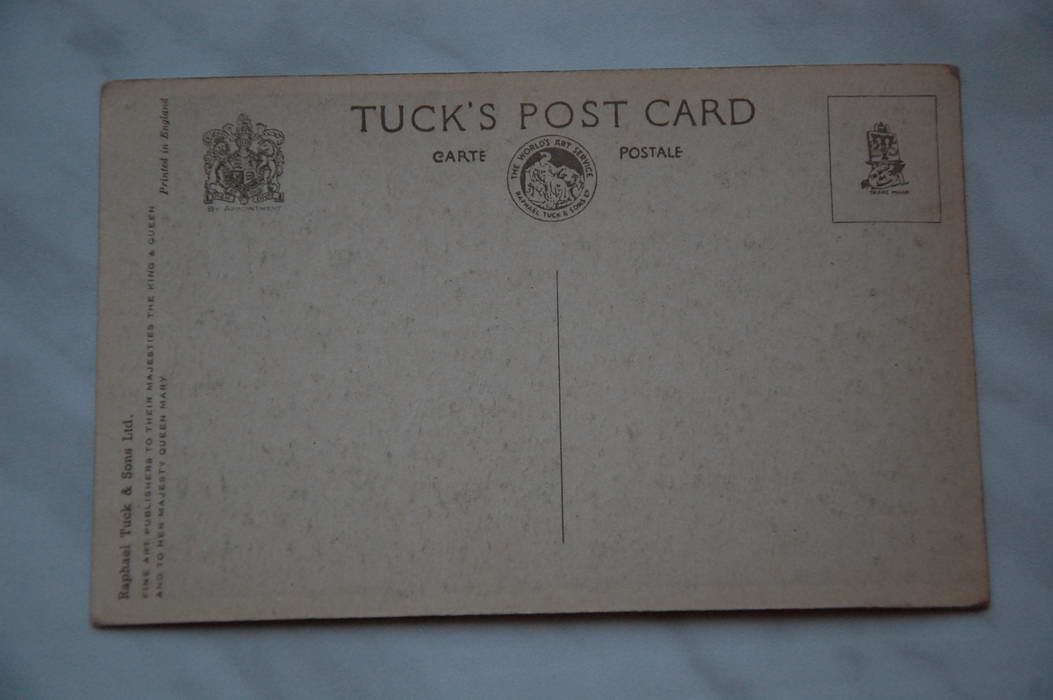 TUCK'S POST CARD
CARTE POSTALE
THE WORLD'S ART SERVICE
RAPHAEL TUCK & SONS LD
BY APPOINTMENT
TRADE MARK
Printed in England
Raphael Tuck & Sons Ltd.
FINE ART PUBLISHERS TO THEIR MAJESTIES THE KING & QUEEN
AND TO HER MAJESTY QUEEN MARY